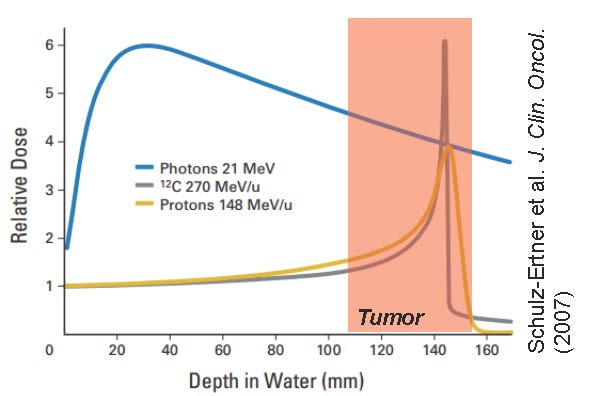 Relative Dose
6
5
4
3
2
1
0
20
40
60
80
100
120
140
160
Depth in Water (mm)
Photons 21 MeV
¹²C 270 MeV/u
Protons 148 MeV/u
Tumor
Schulz-Ertner et al. J. Clin. Oncol.
(2007)